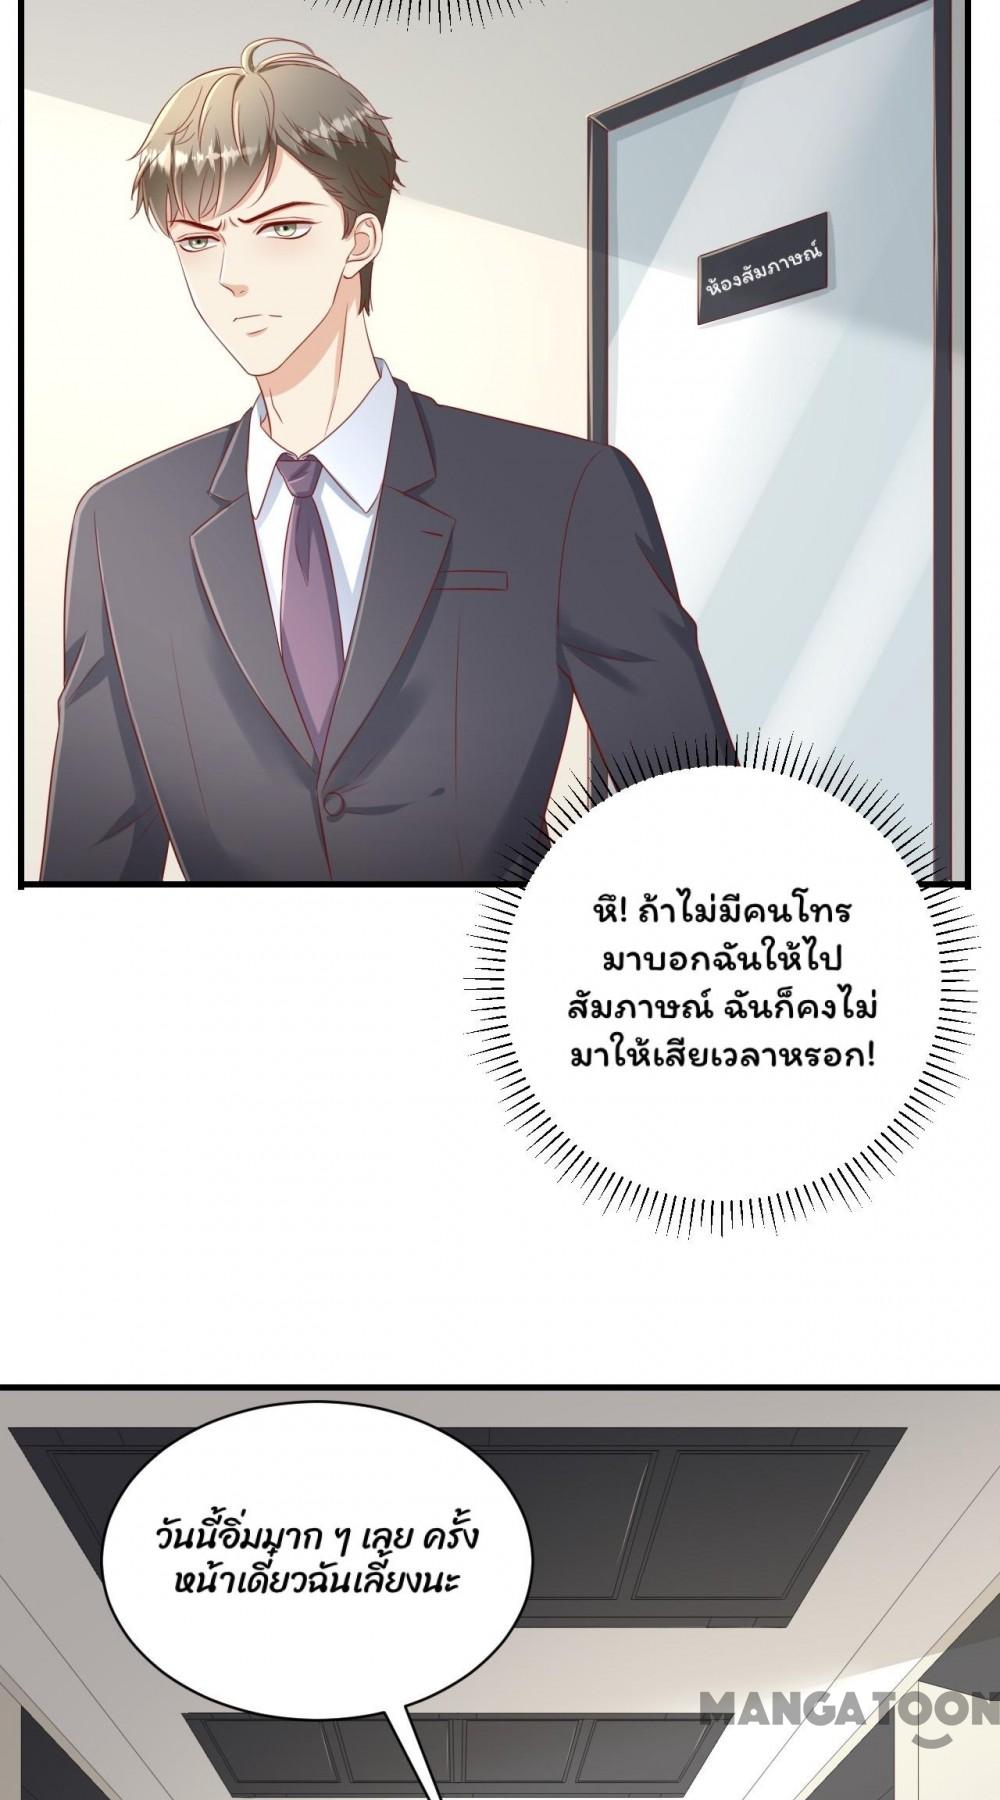 ห้องสัมภาษณ์
หึ! ถ้าไม่มีคนโทร
มาบอกฉันให้ไป
สัมภาษณ์ ฉันก็คงไม่
มาให้เสียเวลาหรอก!
วันนี้อิ่มมาก ๆ เลย ครั้ง
หน้าเดี๋ยวฉันเลี้ยงนะ
MANGATOON